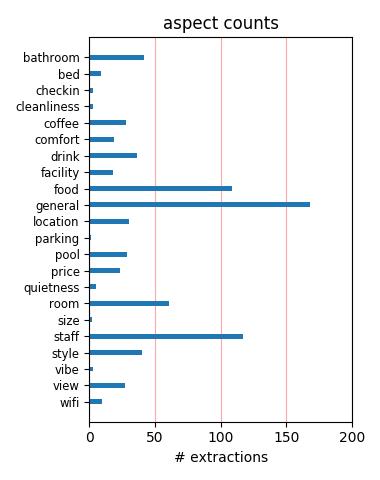 aspect counts
bathroom
bed
checkin
cleanliness
coffee
comfort
drink
facility
food
general
location
parking
pool
price
quietness
room
size
staff
style
vibe
view
wifi
0 50 100 150 200
# extractions